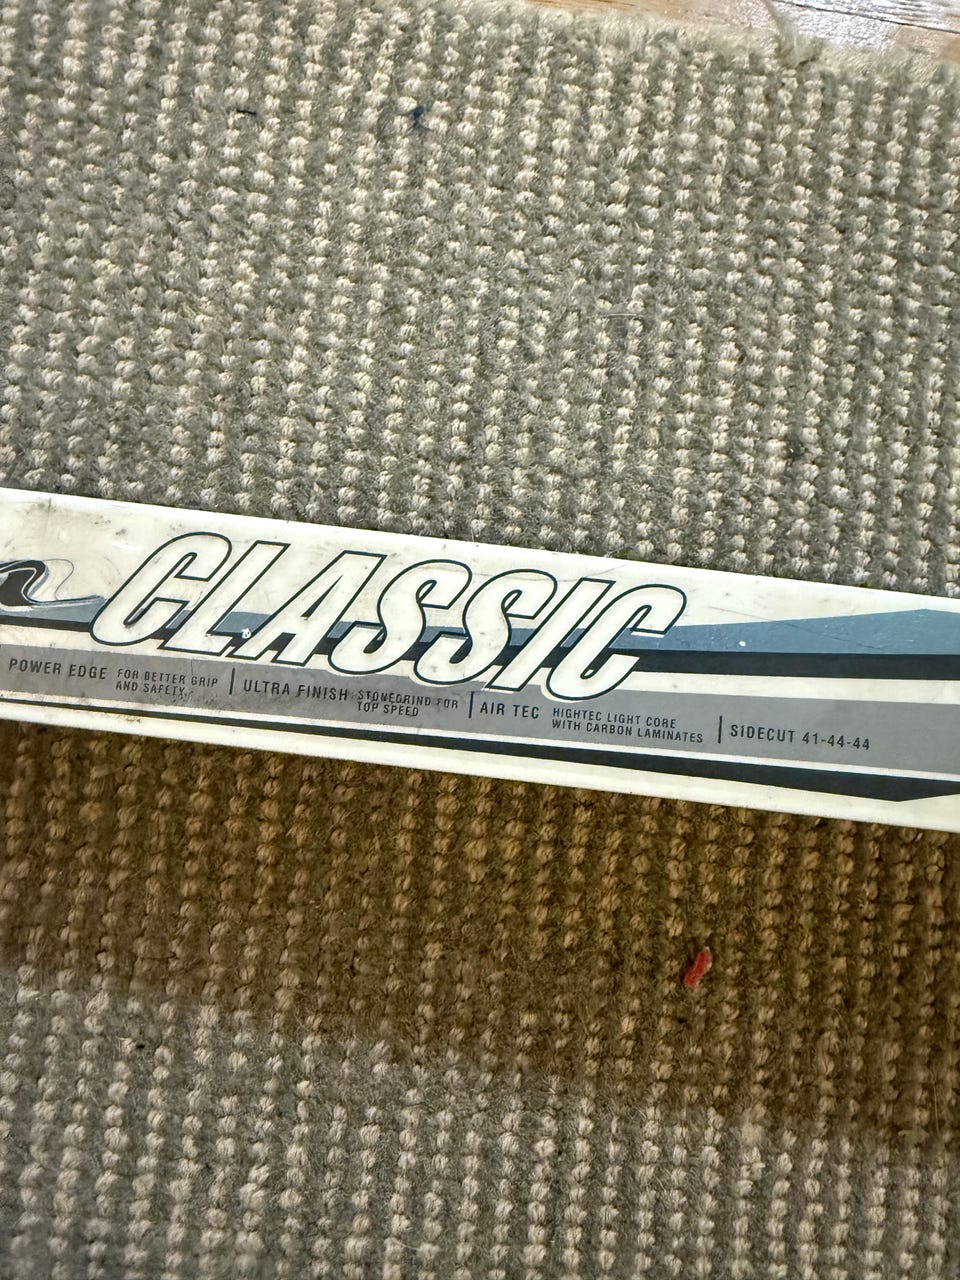 CLASSIC
POWER EDGE
FOR BETTER GRIP
AND SAFETY
ULTRA FINISH
STONEGRIND FOR
TOP SPEED
AIR TEC
HIGHTEC LIGHT CORE
WITH CARBON LAMINATES
SIDECUT 41-44-44